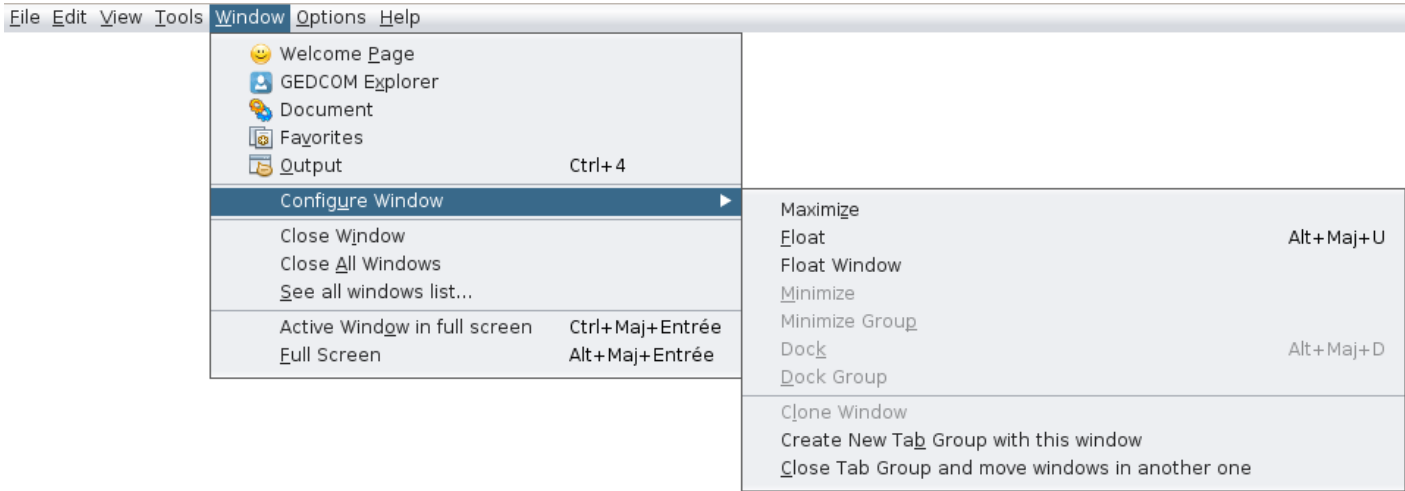 File Edit View Tools Window Options Help
Welcome Page
GEDCOM Explorer
Document
Favorites
Output Ctrl+4
Configure Window
Close Window
Close All Windows
See all windows list...
Active Window in full screen Ctrl+Maj+Entrée
Full Screen Alt+Maj+Entrée
Maximize
Float Alt+Maj+U
Float Window
Minimize
Minimize Group
Dock Alt+Maj+D
Dock Group
Clone Window
Create New Tab Group with this window
Close Tab Group and move windows in another one